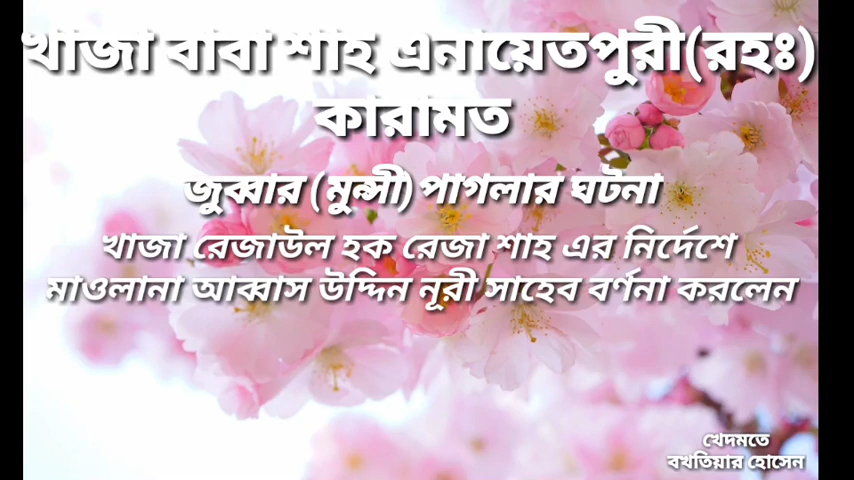 খাজা বাবা শাহ এনায়েতপুরী(রহঃ)
কারামত
জুব্বার (মুন্সী) পাগলার ঘটনা
খাজা রেজাউল হক রেজা শাহ এর নির্দেশে
মাওলানা আব্বাস উদ্দিন নূরী সাহেব বর্ণনা করলেন
খেদমতে
বখতিয়ার হোসেন